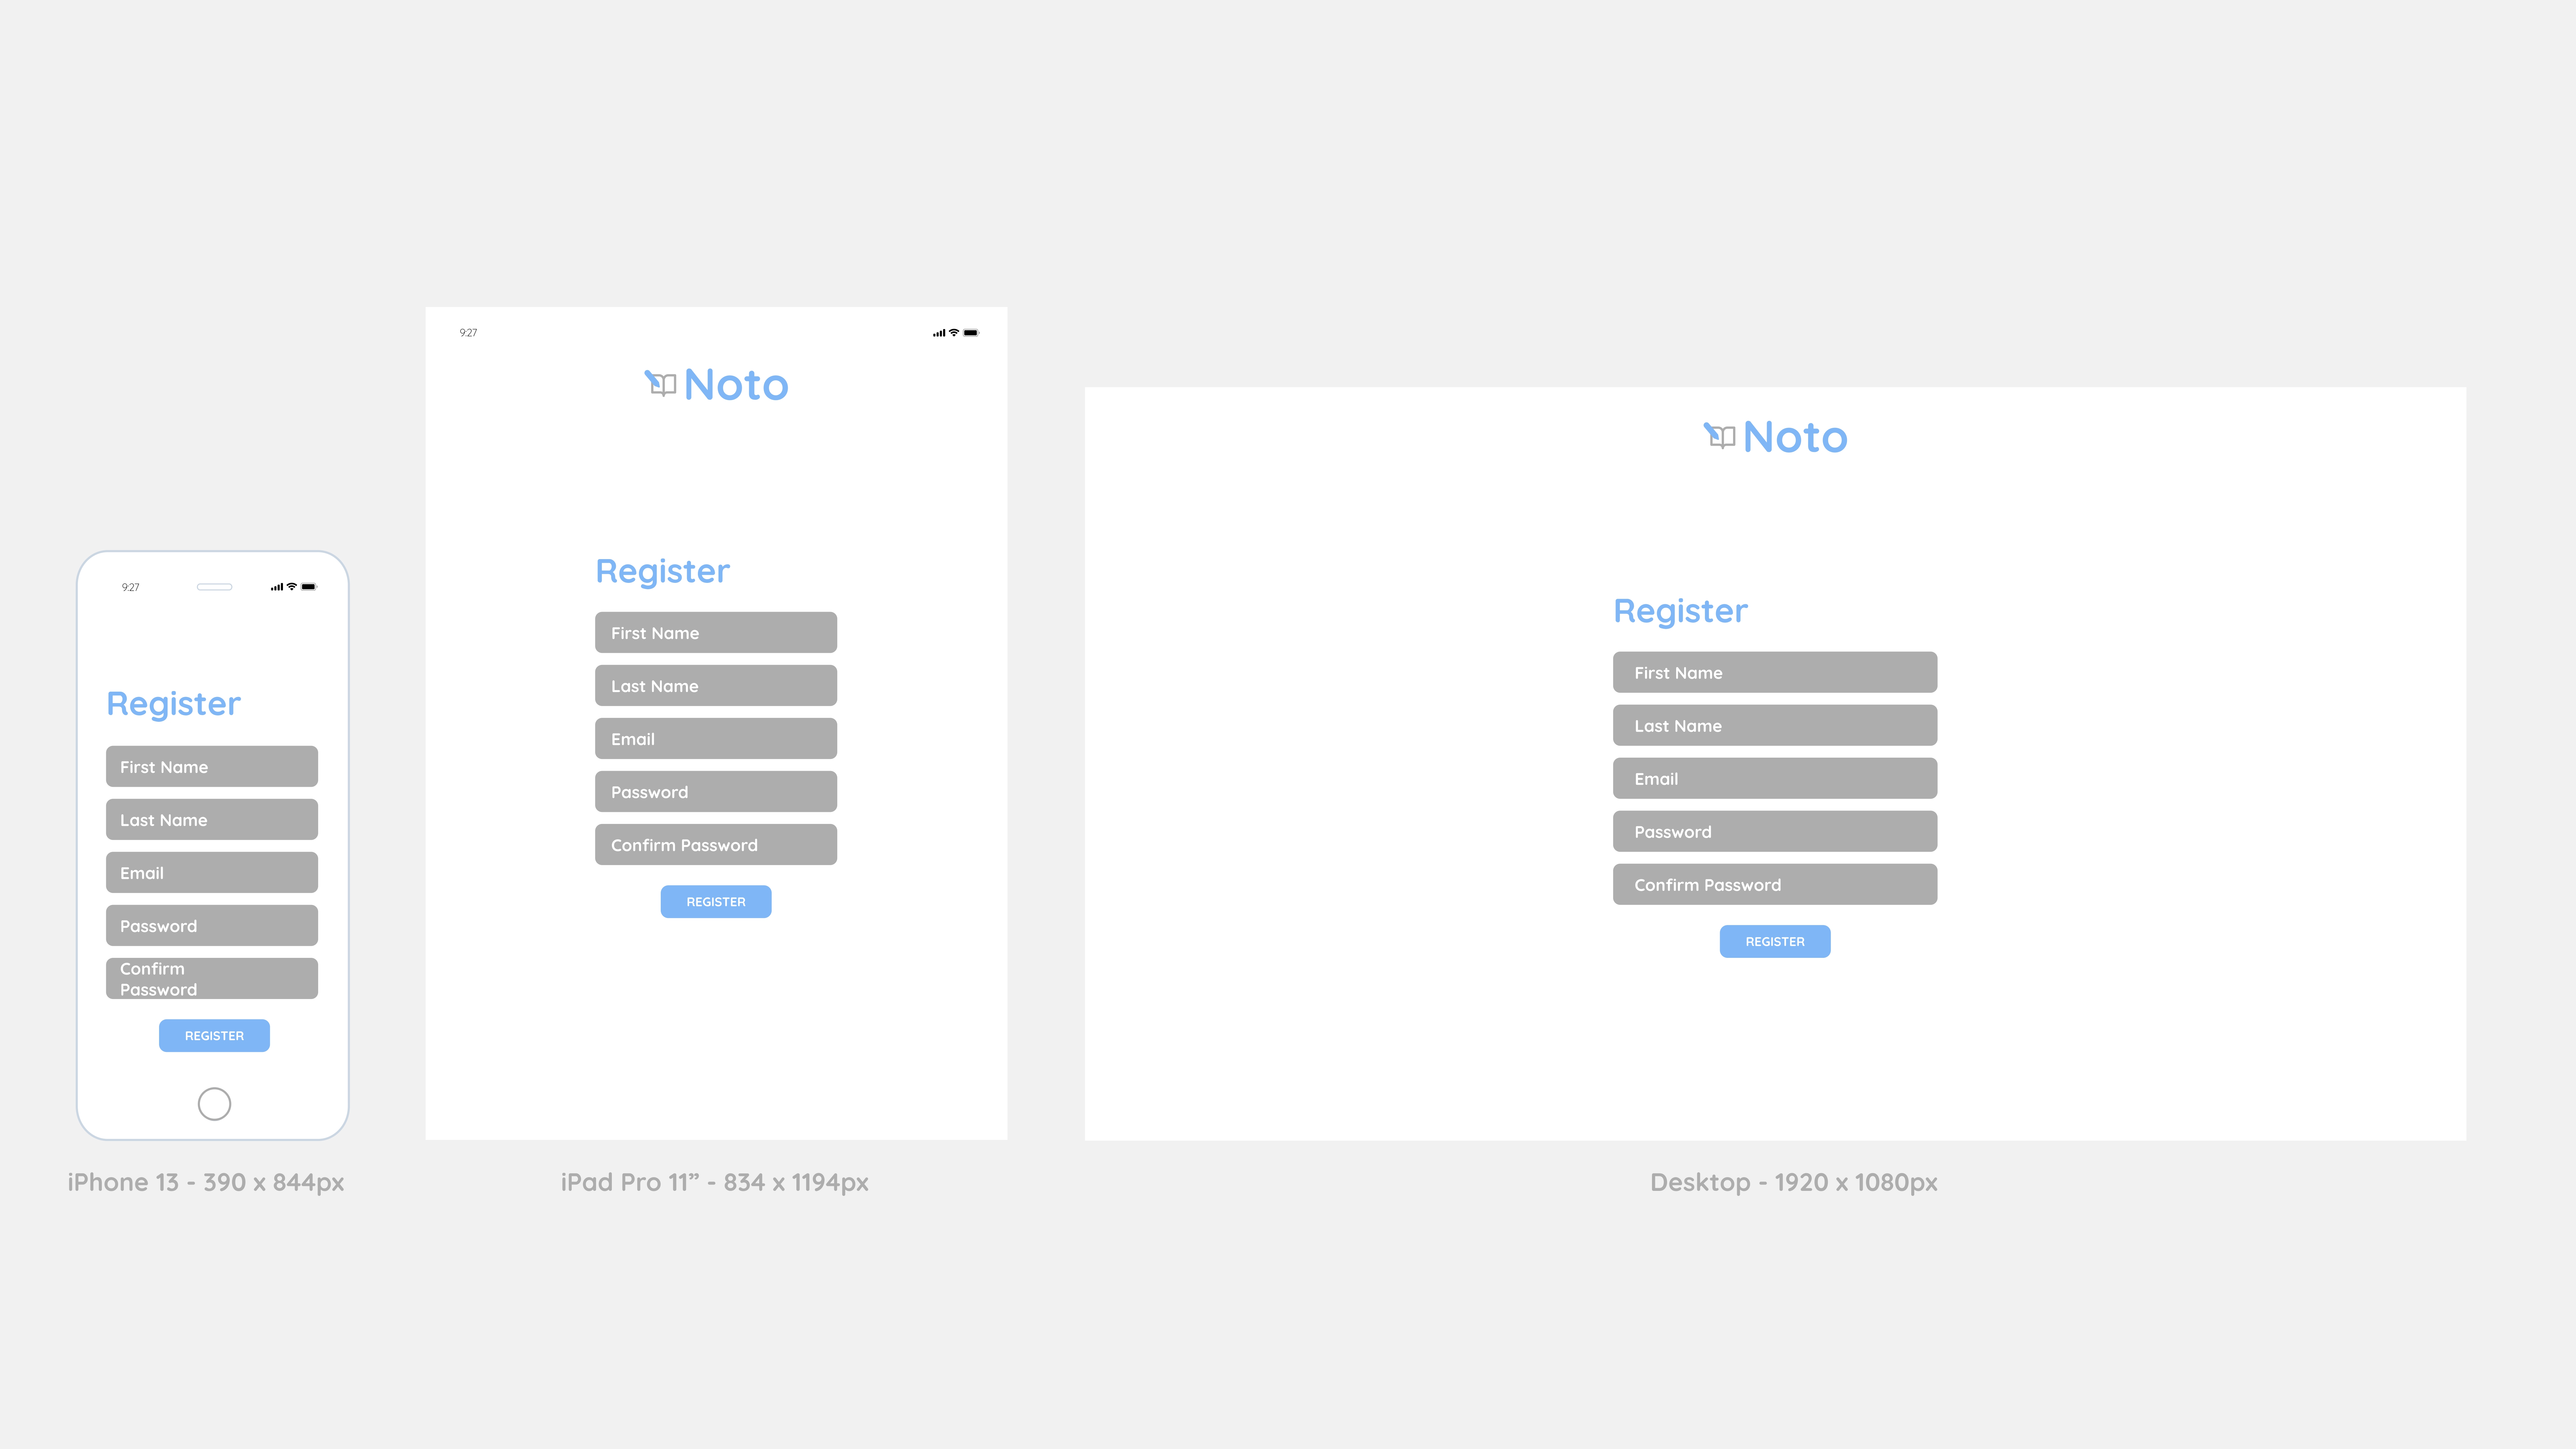 9:27
Register
First Name
Last Name
Email
Password
Confirm
Password
REGISTER
iPhone 13 - 390 x 844px
9:27
Noto
Register
First Name
Last Name
Email
Password
Confirm Password
REGISTER
iPad Pro 11” - 834 x 1194px
Noto
Register
First Name
Last Name
Email
Password
Confirm Password
REGISTER
Desktop - 1920 x 1080px